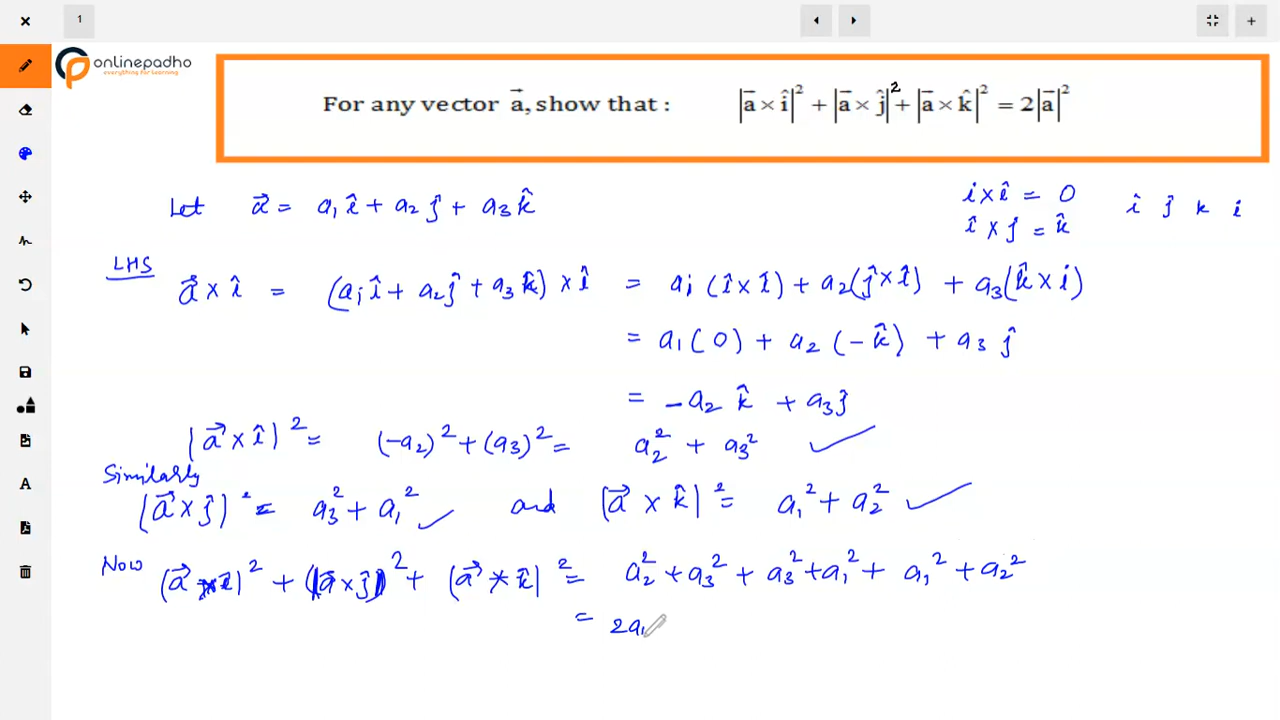 1
onlinepadho
everything for learning
For any vector a⃗, show that : |a̅ × î|² + |a̅ × ĵ|² + |a̅ × k̂|² = 2|a̅|²
Let a⃗ = a₁î + a₂ĵ + a₃k̂
i × î = 0
î × ĵ = k̂
î ĵ k i
LHS
a⃗ × î = (a₁î + a₂ĵ + a₃k̂) × î = a₁(î × î) + a₂(ĵ × î) + a₃(k̂ × i)
= a₁(0) + a₂(-k̂) + a₃ ĵ
= -a₂ k̂ + a₃ĵ
|a⃗ × î|² = (-a₂)² + (a₃)² = a₂² + a₃² ✓
Similarly
|a⃗ × ĵ|² = a₃² + a₁² ✓ and |a⃗ × k̂|² = a₁² + a₂² ✓
Now |a⃗ × î|² + |a⃗ × ĵ|² + |a⃗ × k̂|² = a₂² + a₃² + a₃² + a₁² + a₁² + a₂²
= 2a₁
A